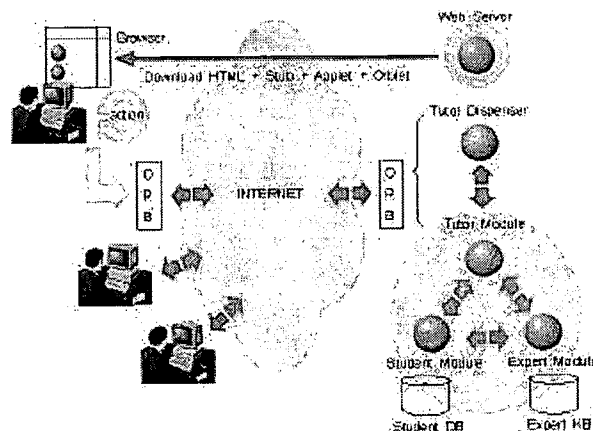 Web Server
Browser
Download HTML + Stub + Applet + Orblet
action
Tutor Dispenser
O
R
B
INTERNET
O
R
B
Tutor Module
Student Module
Expert Module
Student DB
Expert KB